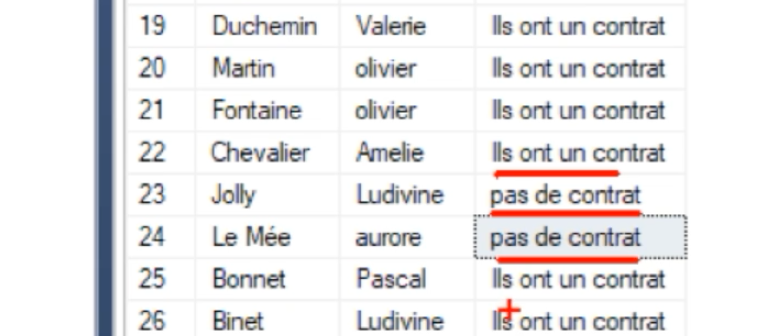 19 Duchemin Valerie Ils ont un contrat
20 Martin olivier Ils ont un contrat
21 Fontaine olivier Ils ont un contrat
22 Chevalier Amelie Ils ont un contrat
23 Jolly Ludivine pas de contrat
24 Le Mée aurore pas de contrat
25 Bonnet Pascal Ils ont un contrat
26 Binet Ludivine Ils ont un contrat